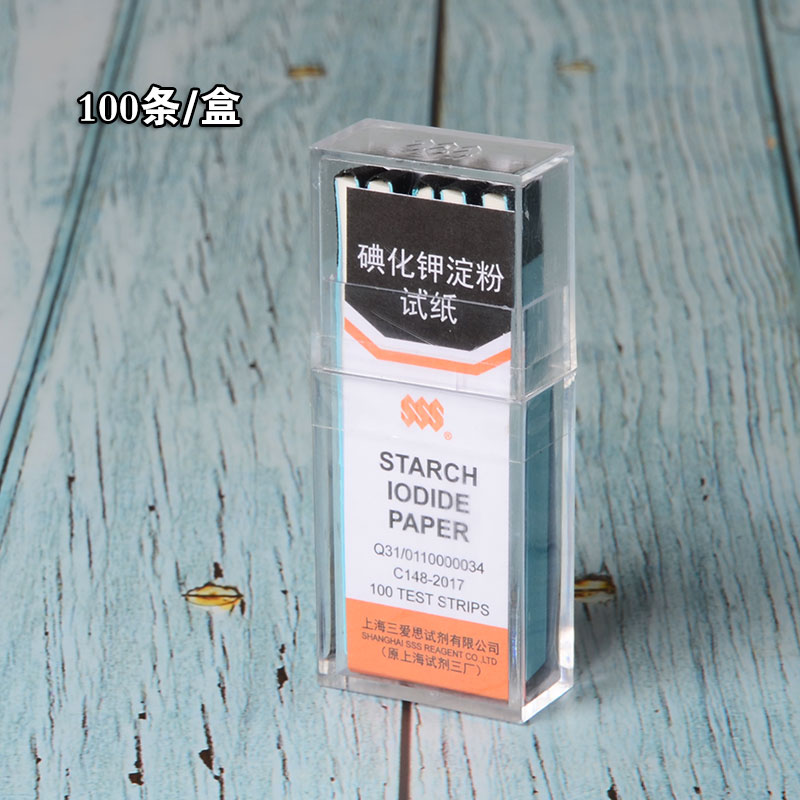 100条/盒
SSS
碘化钾淀粉
试纸
SSS
®
STARCH
IODIDE
PAPER
Q31/0110000034
C148-2017
100 TEST STRIPS
上海三爱思试剂有限公司
SHANGHAI SSS REAGENT CO.,LTD
(原上海试剂三厂)